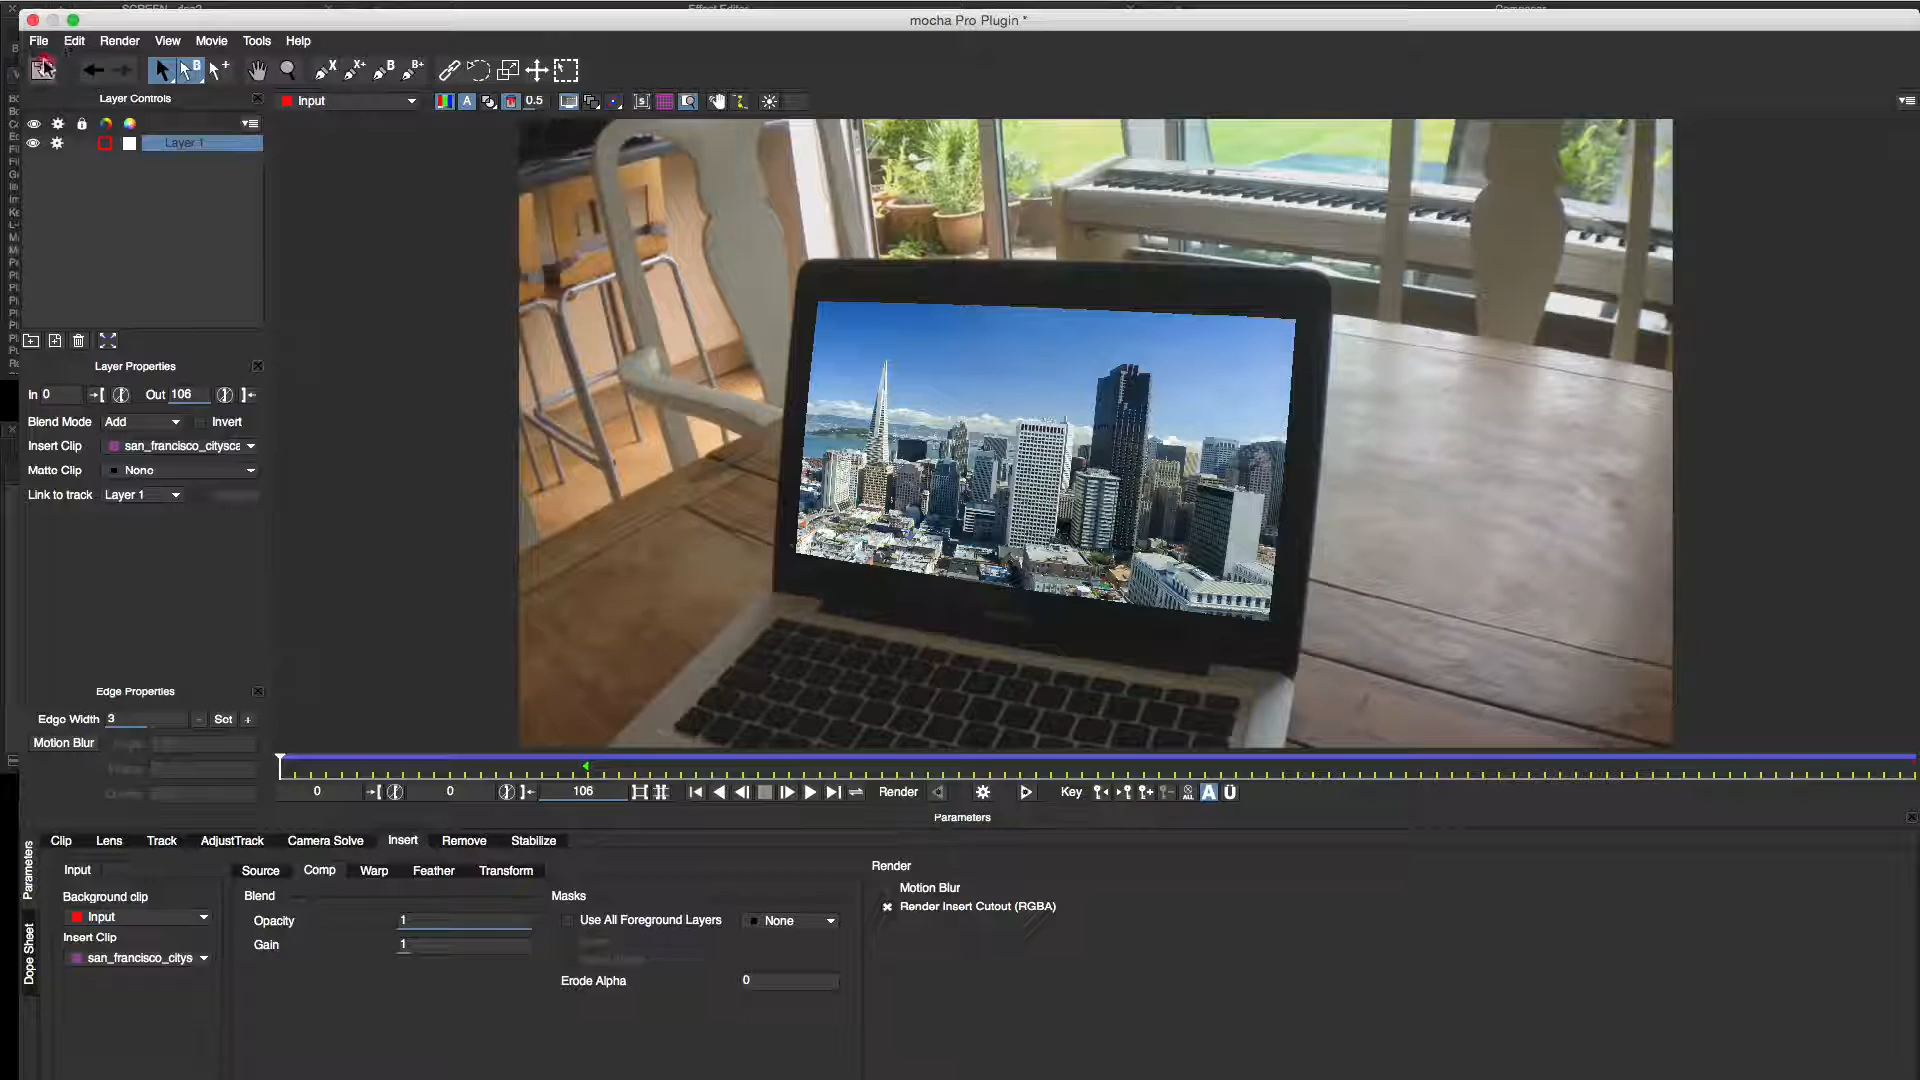 mocha Pro Plugin *
File Edit Render View Movie Tools Help
Layer Controls
Input
0.5
Layer 1
Layer Properties
In 0 Out 106
Blend Mode Add Invert
Insert Clip san_francisco_citysca
Matte Clip None
Link to track Layer 1
Edge Properties
Edge Width 3 - Set +
Motion Blur
0 0 106 Render Key ALL A Ü
Parameters
Clip Lens Track AdjustTrack Camera Solve Insert Remove Stabilize
Parameters
Dope Sheet
Input
Background clip
Input
Insert Clip
san_francisco_citys
Source Comp Warp Feather Transform
Blend
Opacity 1
Gain 1
Masks
Use All Foreground Layers None
Erode Alpha 0
Render
Motion Blur
Render Insert Cutout (RGBA)